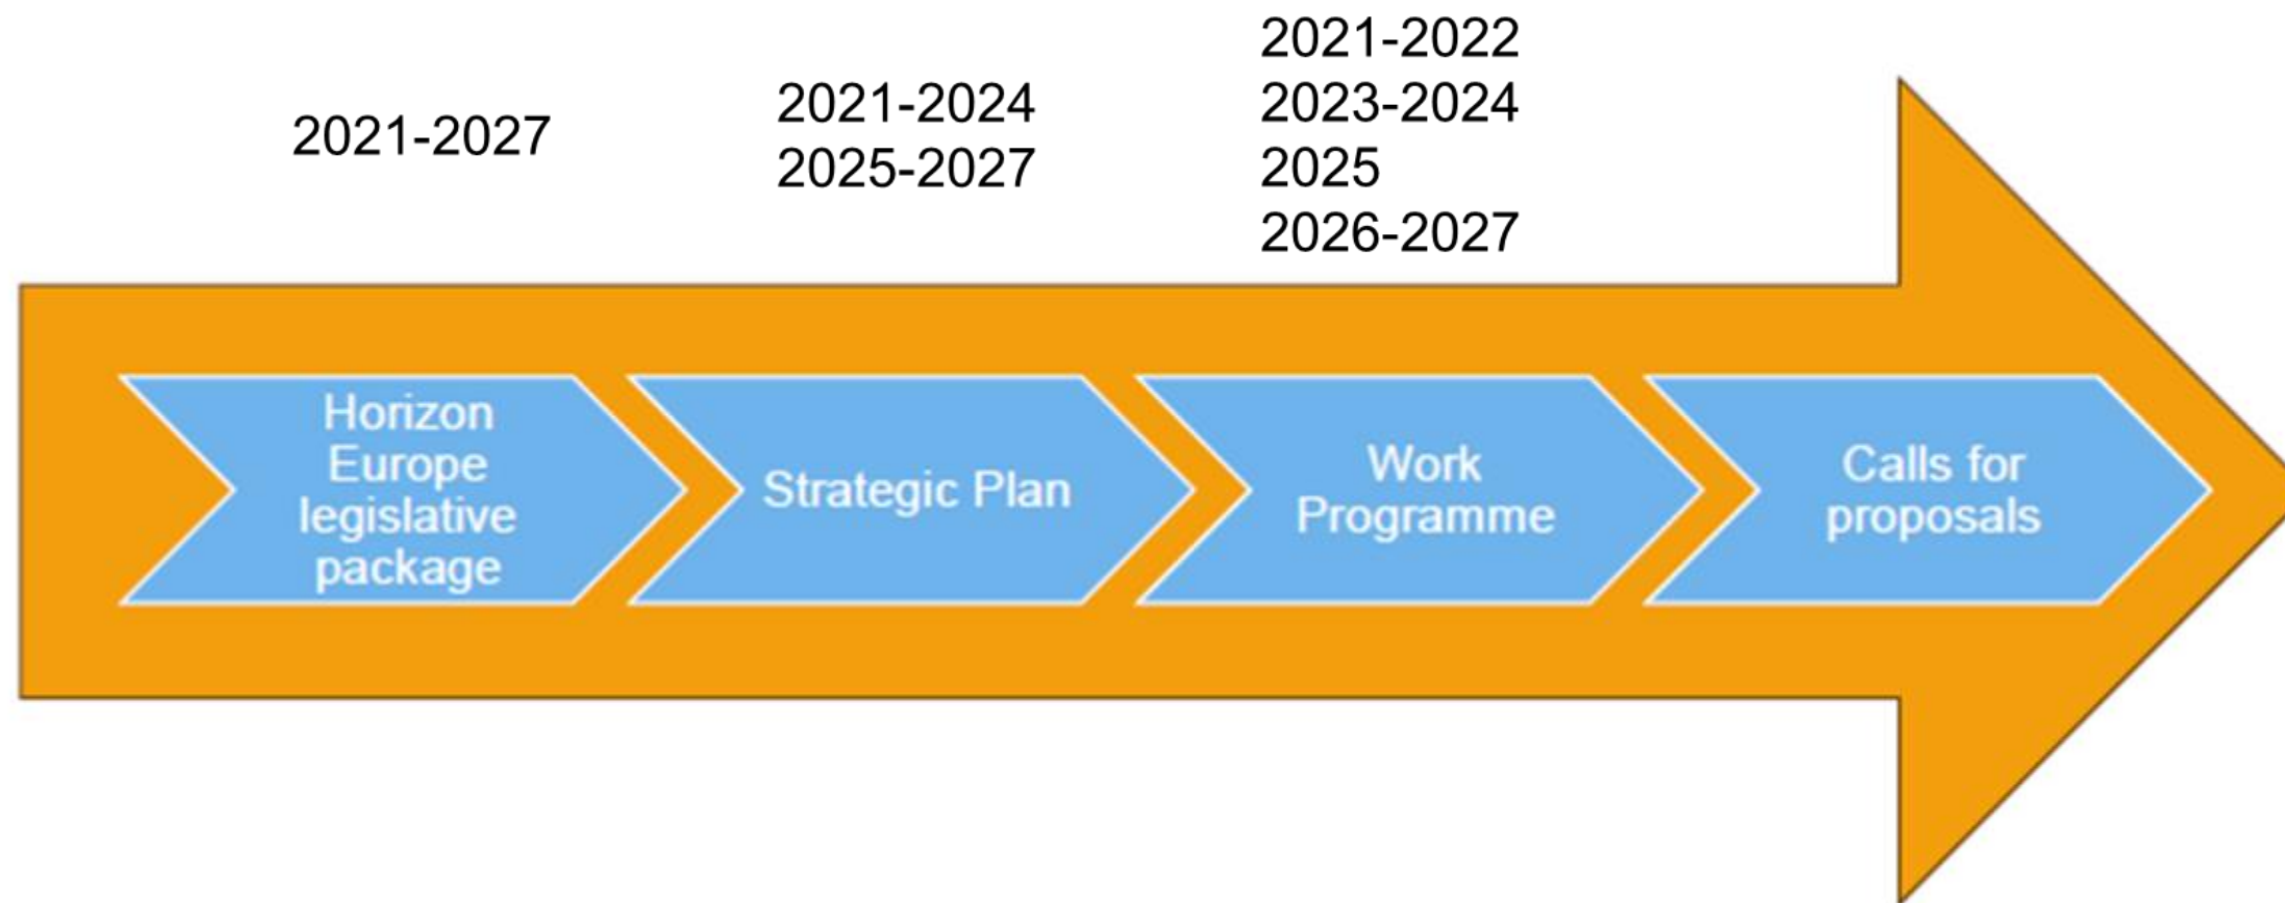 2021-2027
2021-2024
2025-2027
2021-2022
2023-2024
2025
2026-2027
Horizon
Europe
legislative
package
Strategic Plan
Work
Programme
Calls for
proposals